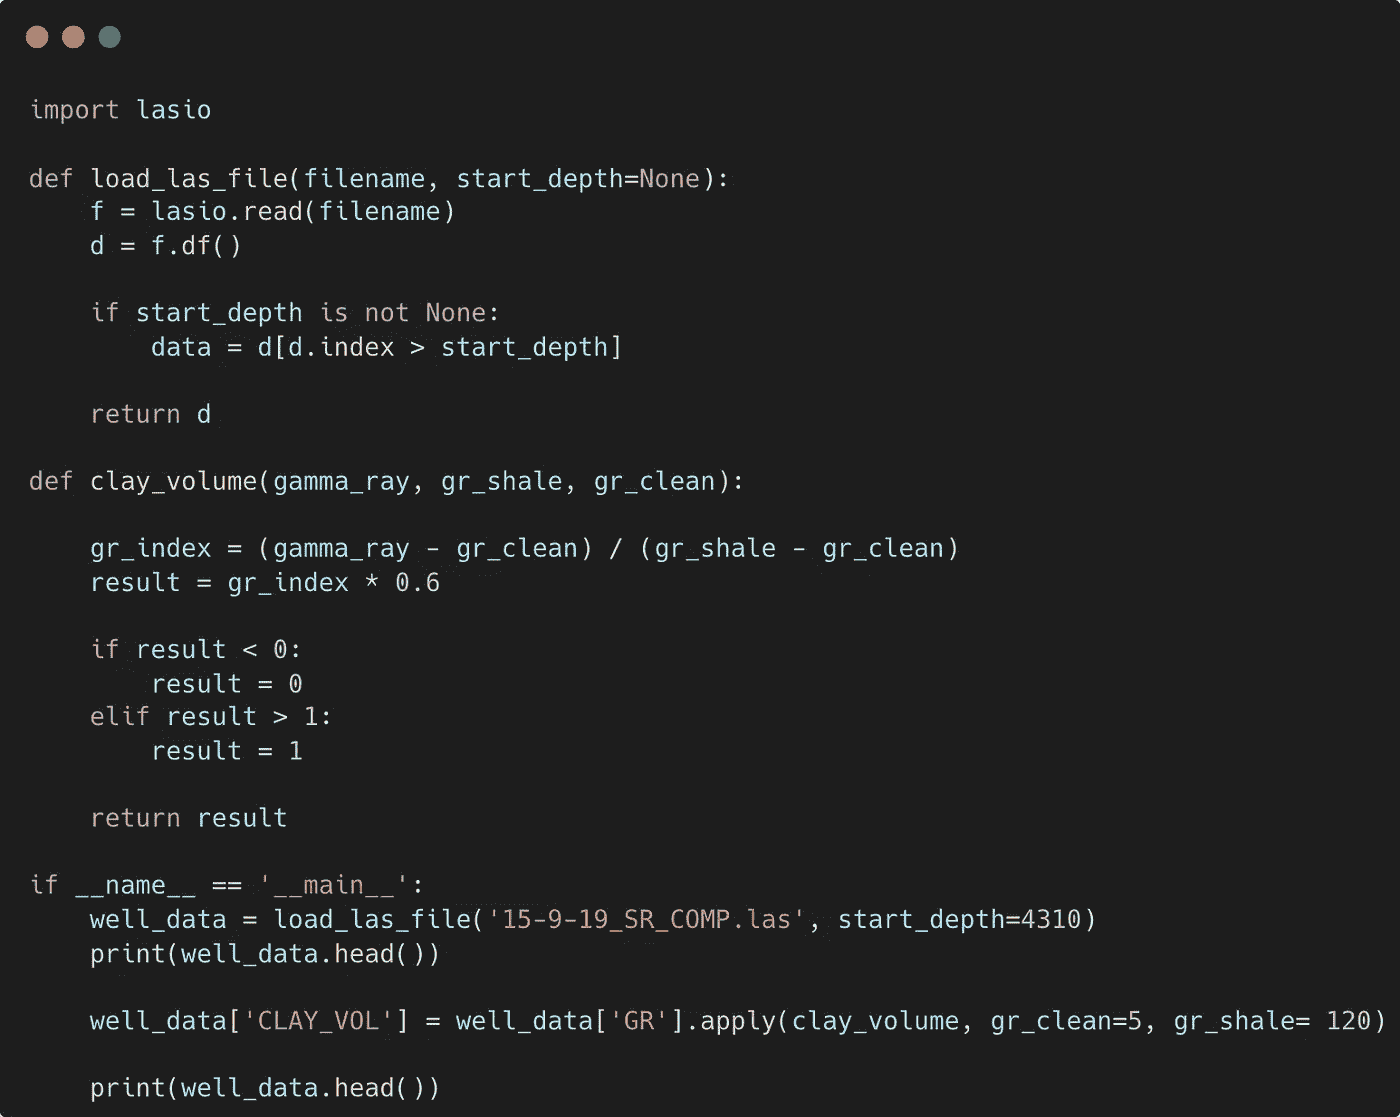 import lasio
def load_las_file(filename, start_depth=None):
    f = lasio.read(filename)
    d = f.df()
    if start_depth is not None:
        data = d[d.index > start_depth]
    return d
def clay_volume(gamma_ray, gr_shale, gr_clean):
    gr_index = (gamma_ray - gr_clean) / (gr_shale - gr_clean)
    result = gr_index * 0.6
    if result < 0:
        result = 0
    elif result > 1:
        result = 1
    return result
if __name__ == '__main__':
    well_data = load_las_file('15-9-19_SR_COMP.las', start_depth=4310)
    print(well_data.head())
    well_data['CLAY_VOL'] = well_data['GR'].apply(clay_volume, gr_clean=5, gr_shale= 120)
    print(well_data.head())